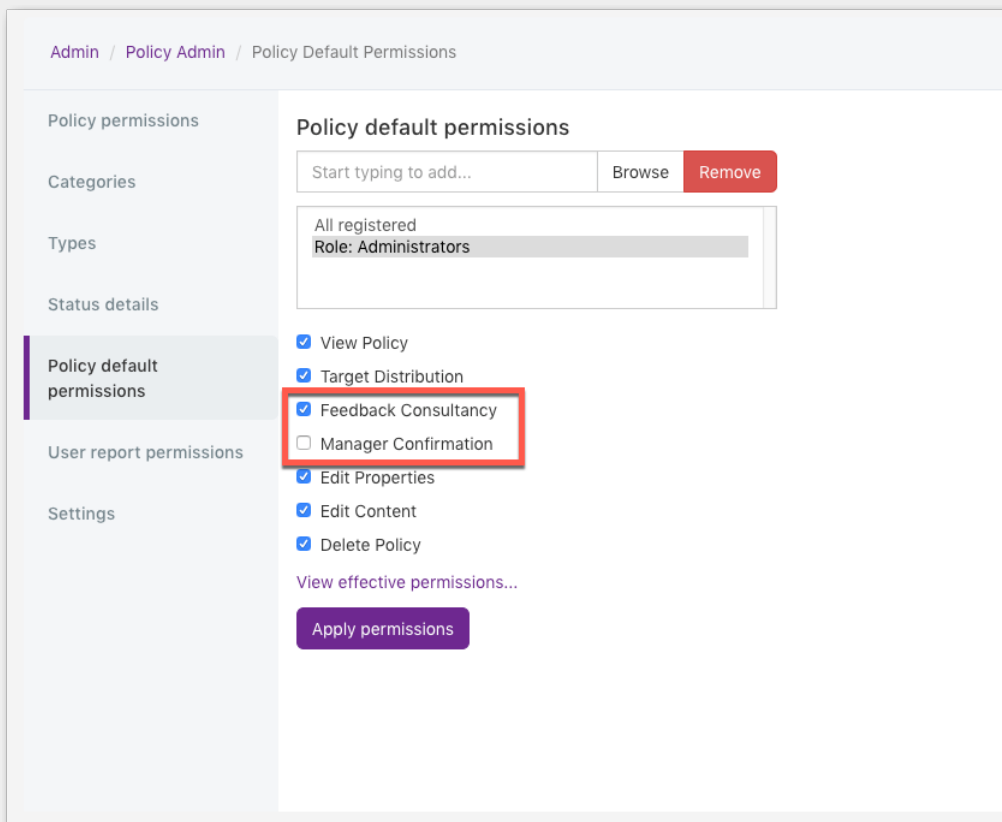 Admin / Policy Admin / Policy Default Permissions
Policy permissions
Categories
Types
Status details
Policy default
permissions
User report permissions
Settings
Policy default permissions
Start typing to add... Browse Remove
All registered
Role: Administrators
View Policy
Target Distribution
Feedback Consultancy
Manager Confirmation
Edit Properties
Edit Content
Delete Policy
View effective permissions...
Apply permissions